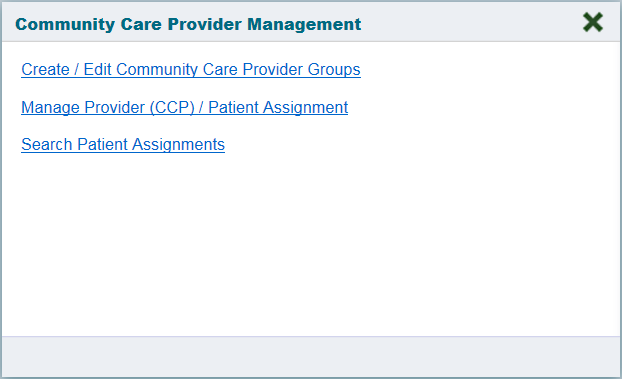 Community Care Provider Management
Create / Edit Community Care Provider Groups
Manage Provider (CCP) / Patient Assignment
Search Patient Assignments